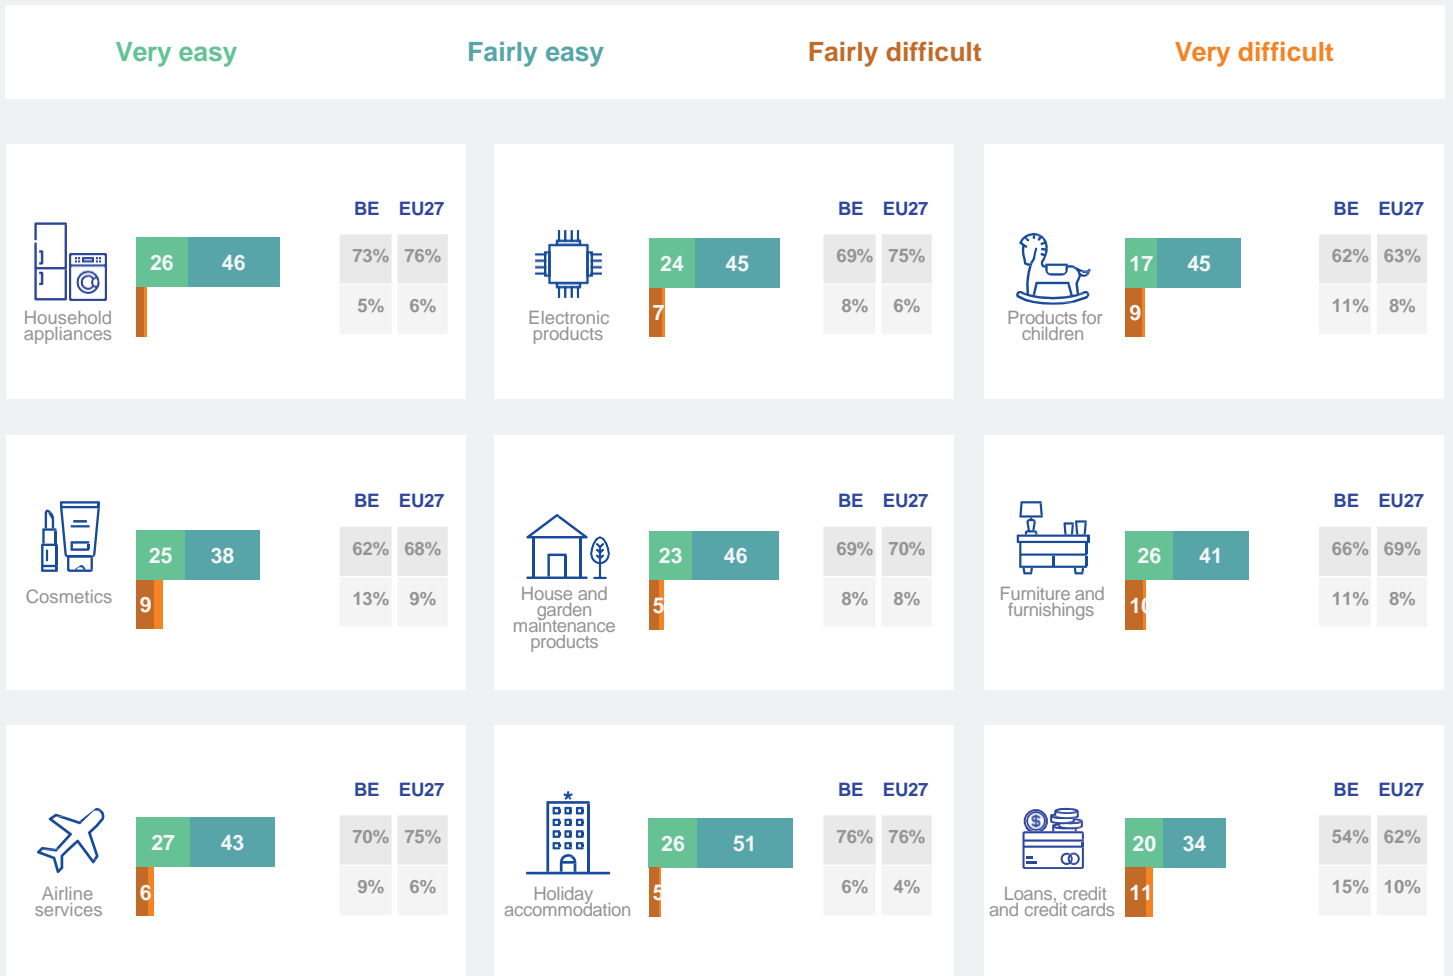 Very easy
Fairly easy
Fairly difficult
Very difficult
BE EU27
26 46
73% 76%
5% 6%
Household
appliances
BE EU27
24 45
69% 75%
7
8% 6%
Electronic
products
BE EU27
17 45
62% 63%
9
11% 8%
Products for
children
BE EU27
25 38
62% 68%
9
13% 9%
Cosmetics
BE EU27
23 46
69% 70%
5
8% 8%
House and
garden
maintenance
products
BE EU27
26 41
66% 69%
10
11% 8%
Furniture and
furnishings
BE EU27
27 43
70% 75%
6
9% 6%
Airline
services
BE EU27
26 51
76% 76%
5
6% 4%
Holiday
accommodation
BE EU27
$
20 34
54% 62%
11
15% 10%
Loans, credit
and credit cards